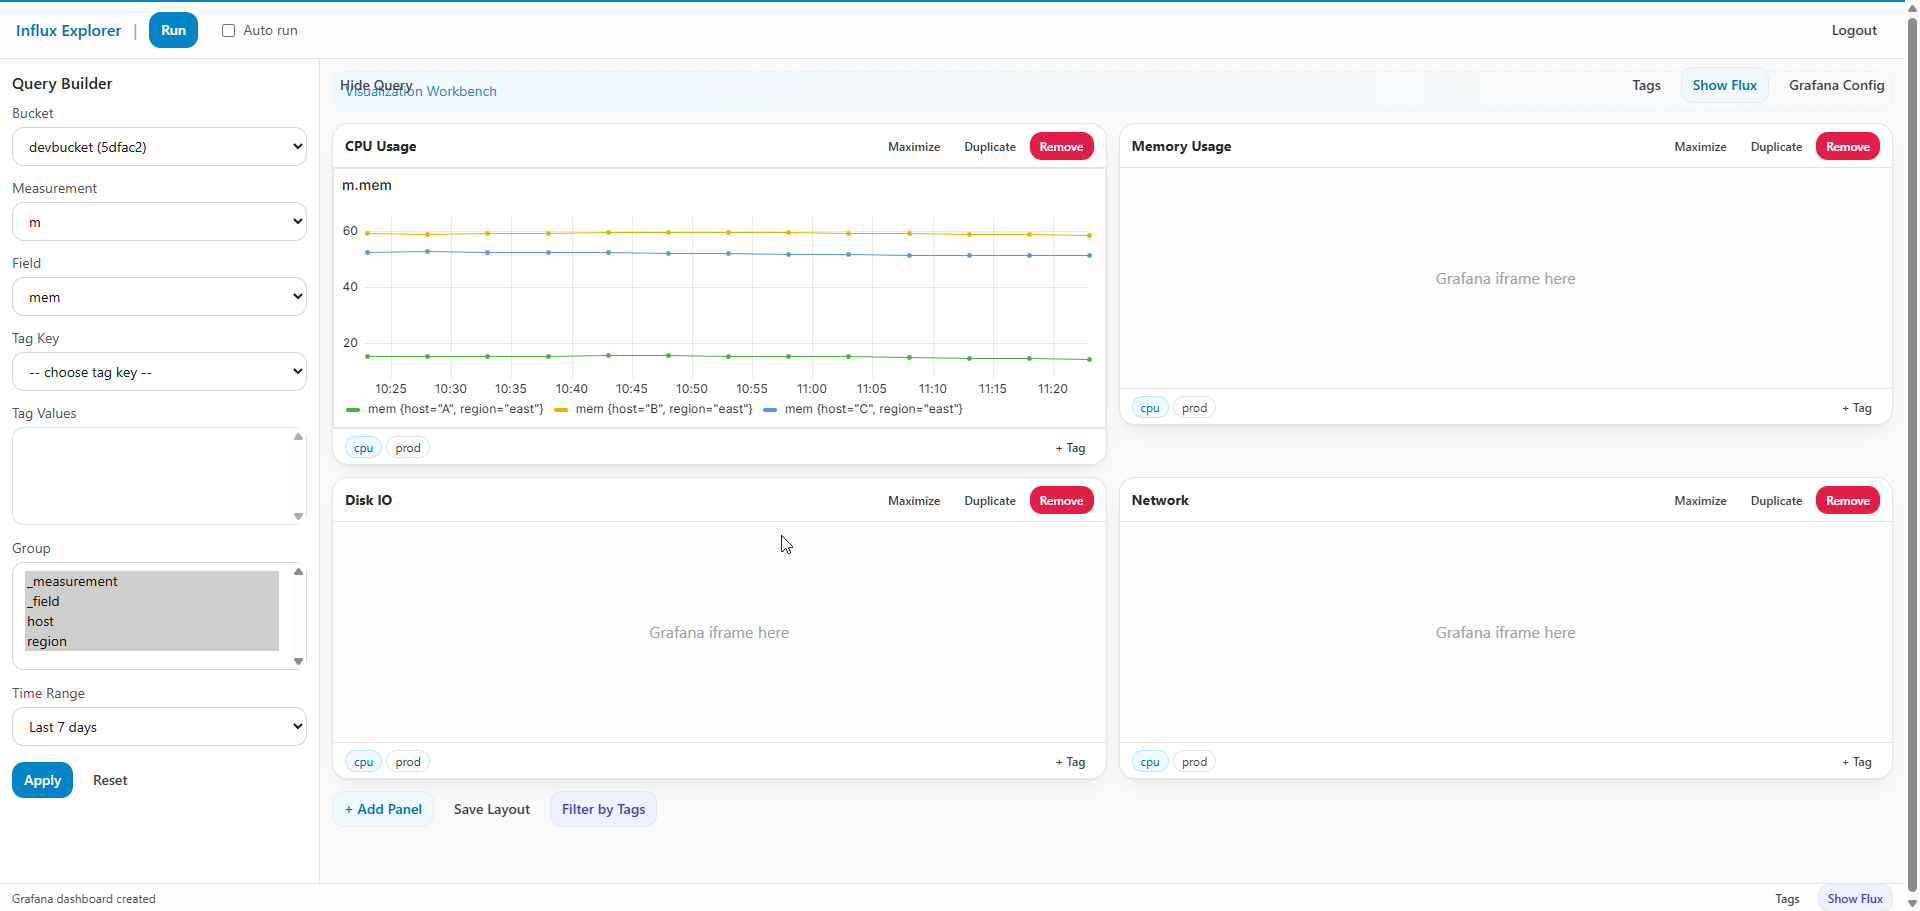 Influx Explorer | Run Auto run Logout
Query Builder
Bucket
devbucket (5dfac2)
Measurement
m
Field
mem
Tag Key
-- choose tag key --
Tag Values
Group
_measurement
_field
host
region
Time Range
Last 7 days
Apply Reset
Hide Query Tags Show Flux Grafana Config
Visualization Workbench
CPU Usage Maximize Duplicate Remove
m.mem
60
40
20
10:25 10:30 10:35 10:40 10:45 10:50 10:55 11:00 11:05 11:10 11:15 11:20
mem {host="A", region="east"} mem {host="B", region="east"} mem {host="C", region="east"}
cpu prod + Tag
Memory Usage Maximize Duplicate Remove
Grafana iframe here
cpu prod + Tag
Disk IO Maximize Duplicate Remove
Grafana iframe here
cpu prod + Tag
Network Maximize Duplicate Remove
Grafana iframe here
cpu prod + Tag
+ Add Panel Save Layout Filter by Tags
Grafana dashboard created Tags Show Flux